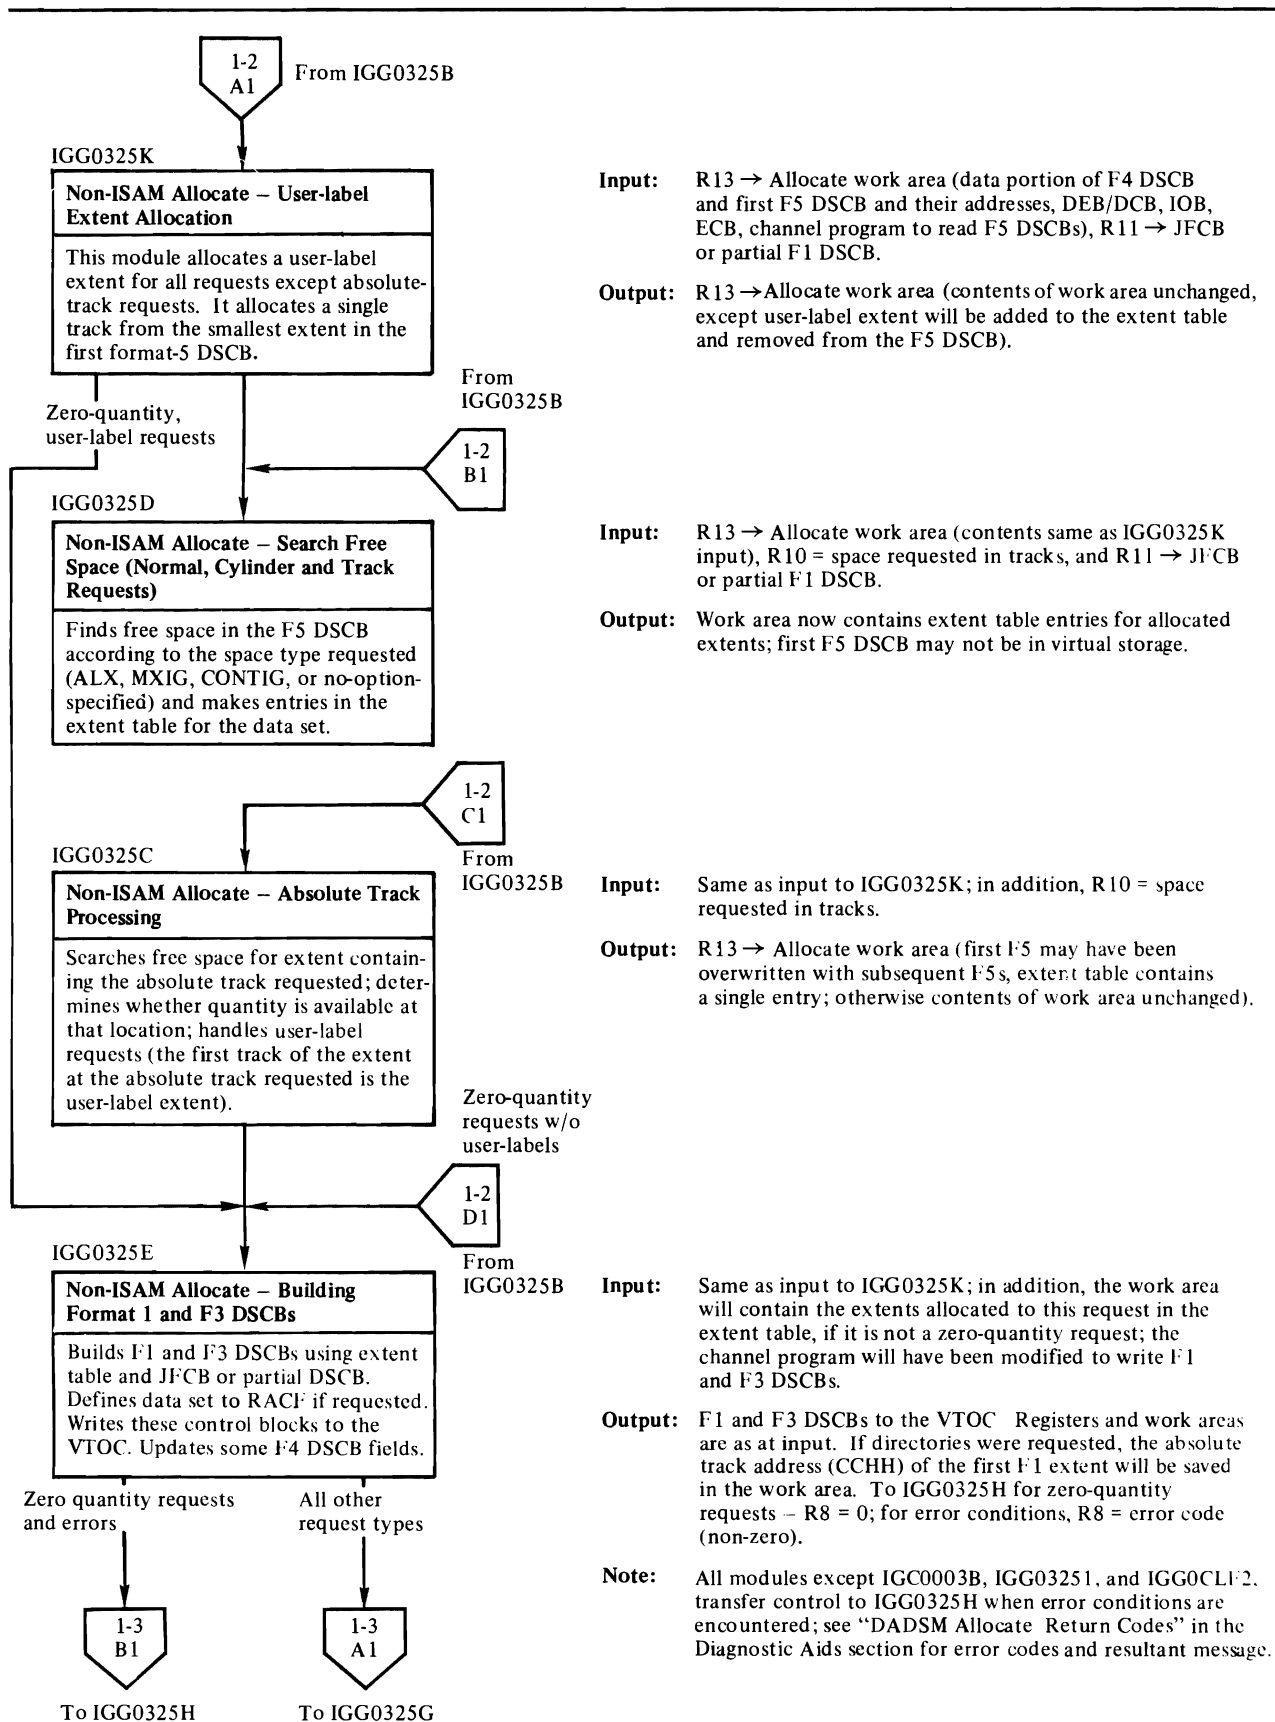 1-2
A1
From IGG0325B
IGG0325K
Non-ISAM Allocate – User-label
Extent Allocation
This module allocates a user-label
extent for all requests except absolute-
track requests. It allocates a single
track from the smallest extent in the
first format-5 DSCB.
Input: R13 → Allocate work area (data portion of F4 DSCB
and first F5 DSCB and their addresses, DEB/DCB, IOB,
ECB, channel program to read F5 DSCBs), R11 → JFCB
or partial F1 DSCB.
Output: R13 →Allocate work area (contents of work area unchanged,
except user-label extent will be added to the extent table
and removed from the F5 DSCB).
Zero-quantity,
user-label requests
From
IGG0325B
1-2
B1
IGG0325D
Non-ISAM Allocate – Search Free
Space (Normal, Cylinder and Track
Requests)
Finds free space in the F5 DSCB
according to the space type requested
(ALX, MXIG, CONTIG, or no-option-
specified) and makes entries in the
extent table for the data set.
Input: R13 → Allocate work area (contents same as IGG0325K
input), R10 = space requested in tracks, and R11 → JFCB
or partial F1 DSCB.
Output: Work area now contains extent table entries for allocated
extents; first F5 DSCB may not be in virtual storage.
1-2
C1
From
IGG0325B
IGG0325C
Non-ISAM Allocate – Absolute Track
Processing
Searches free space for extent contain-
ing the absolute track requested; deter-
mines whether quantity is available at
that location; handles user-label
requests (the first track of the extent
at the absolute track requested is the
user-label extent).
Input: Same as input to IGG0325K; in addition, R10 = space
requested in tracks.
Output: R13 → Allocate work area (first F5 may have been
overwritten with subsequent F5s, extent table contains
a single entry; otherwise contents of work area unchanged).
Zero-quantity
requests w/o
user-labels
1-2
D1
From
IGG0325B
IGG0325E
Non-ISAM Allocate – Building
Format 1 and F3 DSCBs
Builds F1 and F3 DSCBs using extent
table and JFCB or partial DSCB.
Defines data set to RACF if requested.
Writes these control blocks to the
VTOC. Updates some F4 DSCB fields.
Input: Same as input to IGG0325K; in addition, the work area
will contain the extents allocated to this request in the
extent table, if it is not a zero-quantity request; the
channel program will have been modified to write F1
and F3 DSCBs.
Output: F1 and F3 DSCBs to the VTOC Registers and work areas
are as at input. If directories were requested, the absolute
track address (CCHH) of the first F1 extent will be saved
in the work area. To IGG0325H for zero-quantity
requests – R8 = 0; for error conditions, R8 = error code
(non-zero).
Note: All modules except IGC0003B, IGG03251, and IGG0CLF2,
transfer control to IGG0325H when error conditions are
encountered; see “DADSM Allocate Return Codes” in the
Diagnostic Aids section for error codes and resultant message.
Zero quantity requests
and errors
All other
request types
1-3
B1
1-3
A1
To IGG0325H
To IGG0325G